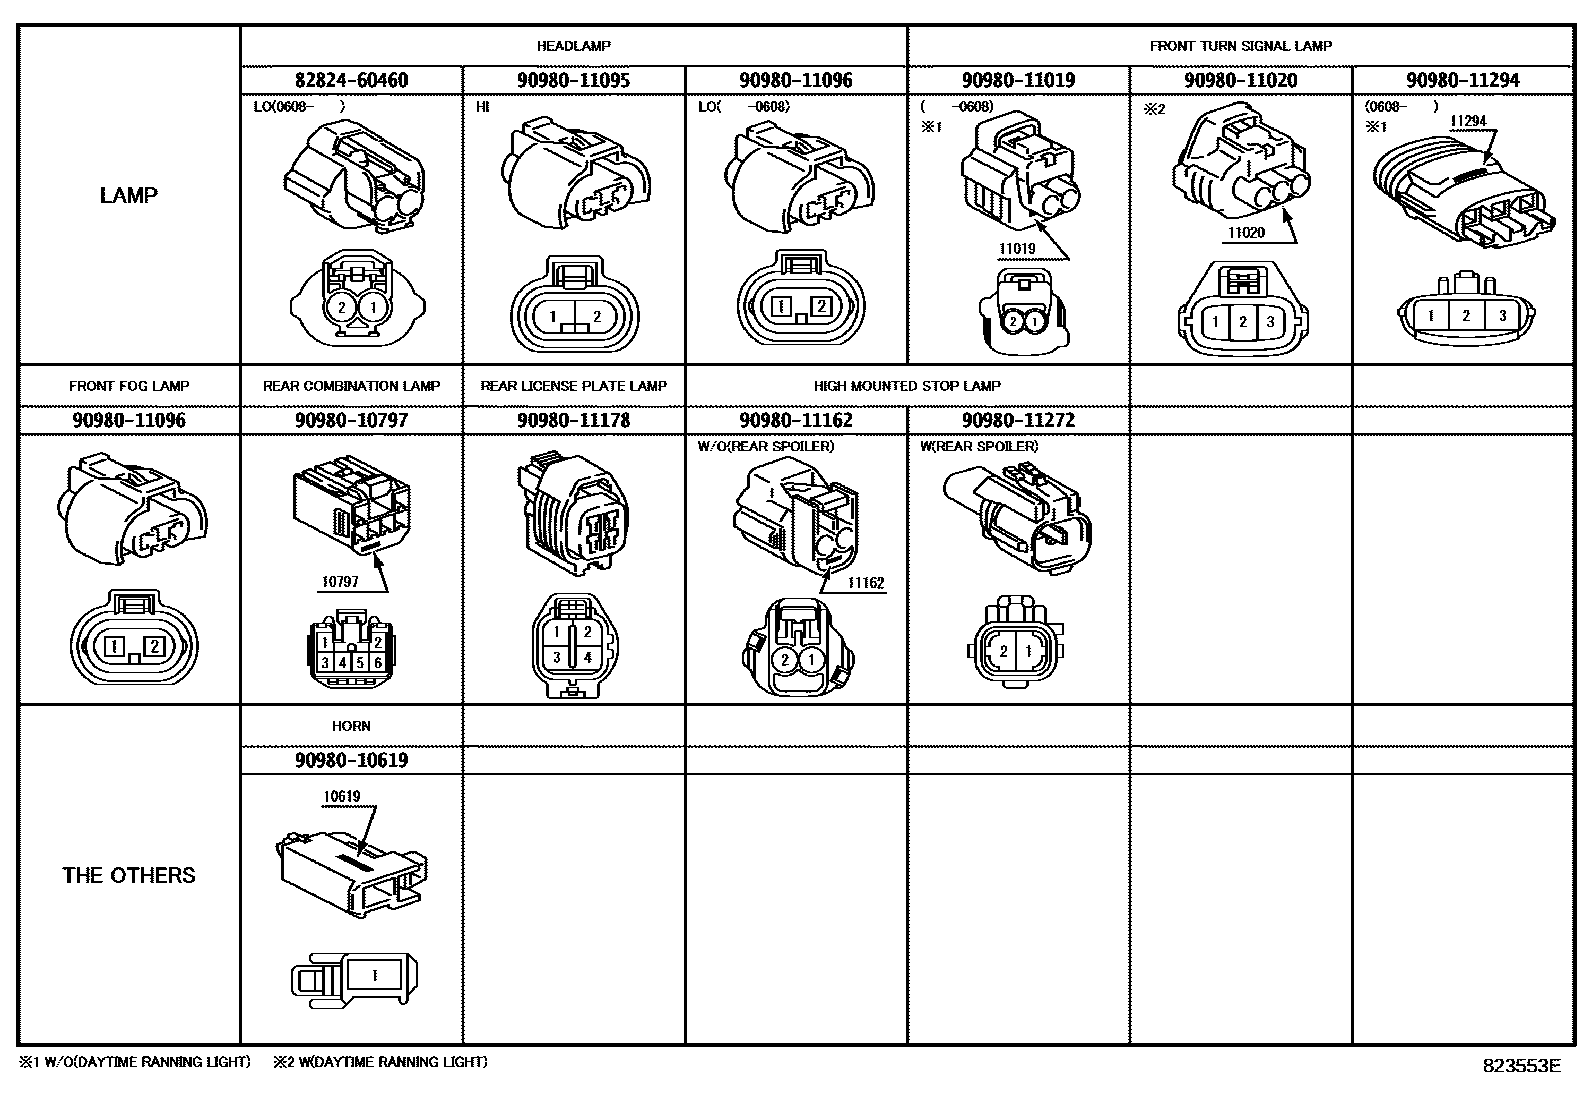 HEADLAMP
FRONT TURN SIGNAL LAMP
82824-60460
90980-11095
90980-11096
90980-11019
90980-11020
90980-11294
LAMP
LO(0608-    )
HI
LO(    -0608)
(    -0608)
※1
※2
(0608-    )
※1
11294
11019
11020
2 1
1 2
1 2
2 1
1 2 3
1 2 3
FRONT FOG LAMP
REAR COMBINATION LAMP
REAR LICENSE PLATE LAMP
HIGH MOUNTED STOP LAMP
90980-11096
90980-10797
90980-11178
90980-11162
90980-11272
W/O(REAR SPOILER)
W(REAR SPOILER)
10797
11162
1 2
1 2
3 4 5 6
1 2
3 4
2 1
2 1
THE OTHERS
HORN
90980-10619
10619
1
※1 W/O(DAYTIME RANNING LIGHT)
※2 W(DAYTIME RANNING LIGHT)
823553E